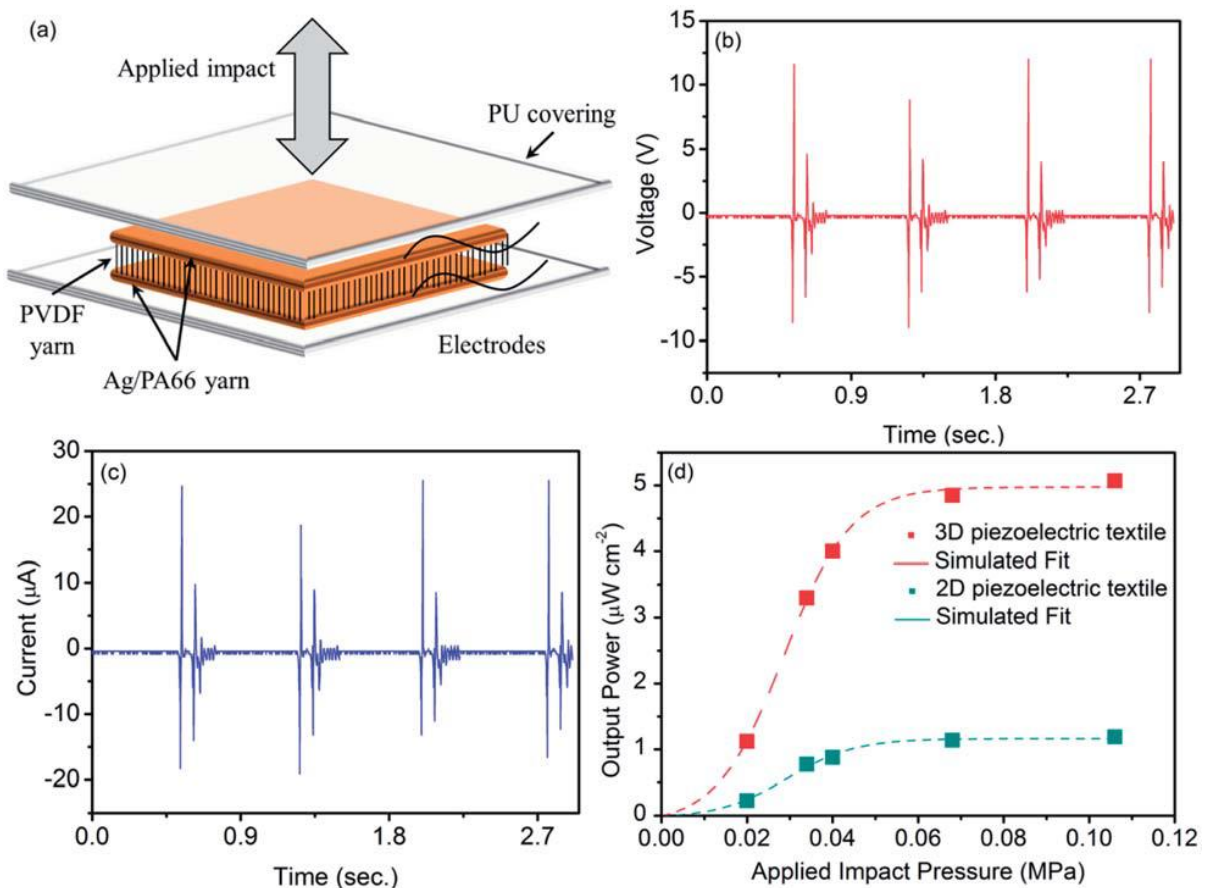 (a)
Applied impact
PU covering
PVDF
yarn
Ag/PA66 yarn
Electrodes
(b)
15
10
5
0
-5
-10
Voltage (V)
0.0
0.9
1.8
2.7
Time (sec.)
(c)
30
20
10
0
-10
-20
Current (μA)
0.0
0.9
1.8
2.7
Time (sec.)
(d)
5
4
3
2
1
0
Output Power (μW cm-2)
3D piezoelectric textile
Simulated Fit
2D piezoelectric textile
Simulated Fit
0.00
0.02
0.04
0.06
0.08
0.10
0.12
Applied Impact Pressure (MPa)